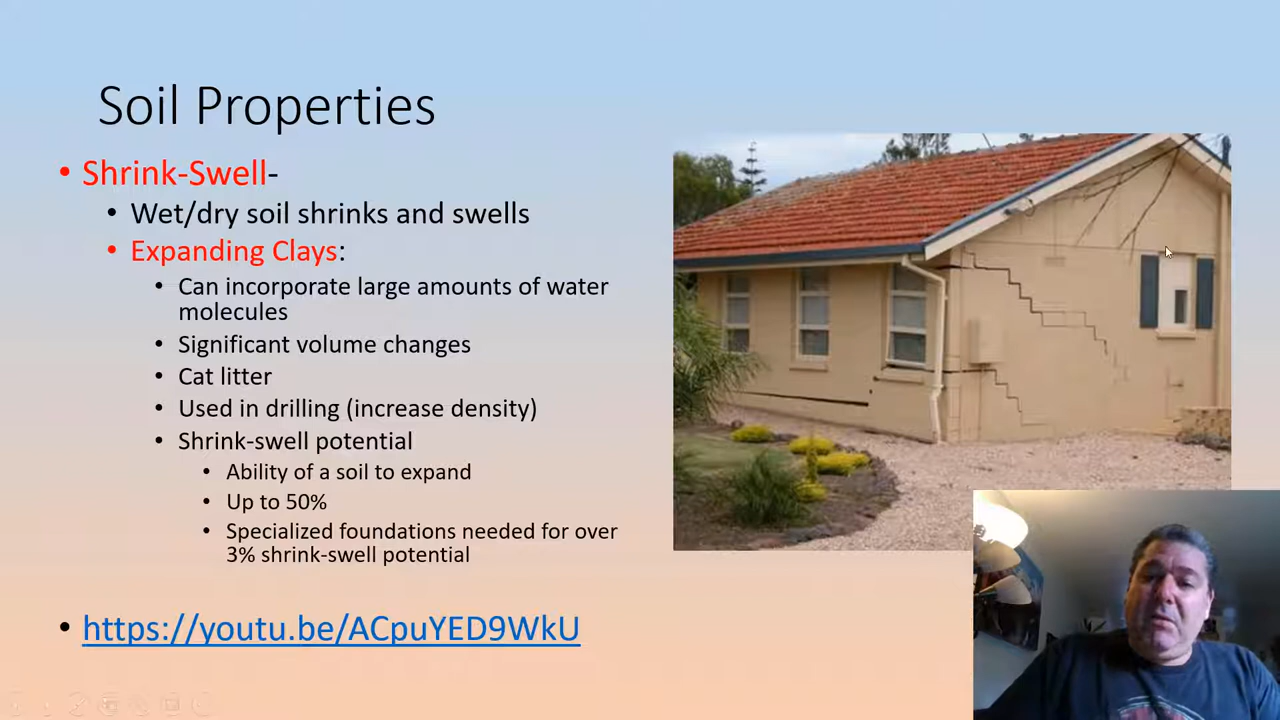 Soil Properties
• Shrink-Swell-
• Wet/dry soil shrinks and swells
• Expanding Clays:
• Can incorporate large amounts of water
molecules
• Significant volume changes
• Cat litter
• Used in drilling (increase density)
• Shrink-swell potential
• Ability of a soil to expand
• Up to 50%
• Specialized foundations needed for over
3% shrink-swell potential
• https://youtu.be/ACpuYED9WkU